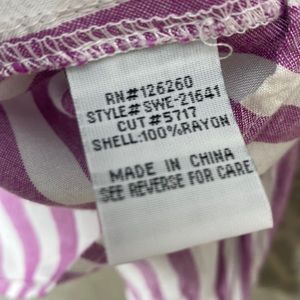 RN#126260
STYLE#SWE-21641
CUT#5717
SHELL:100%RAYON
MADE IN CHINA
SEE REVERSE FOR CARE